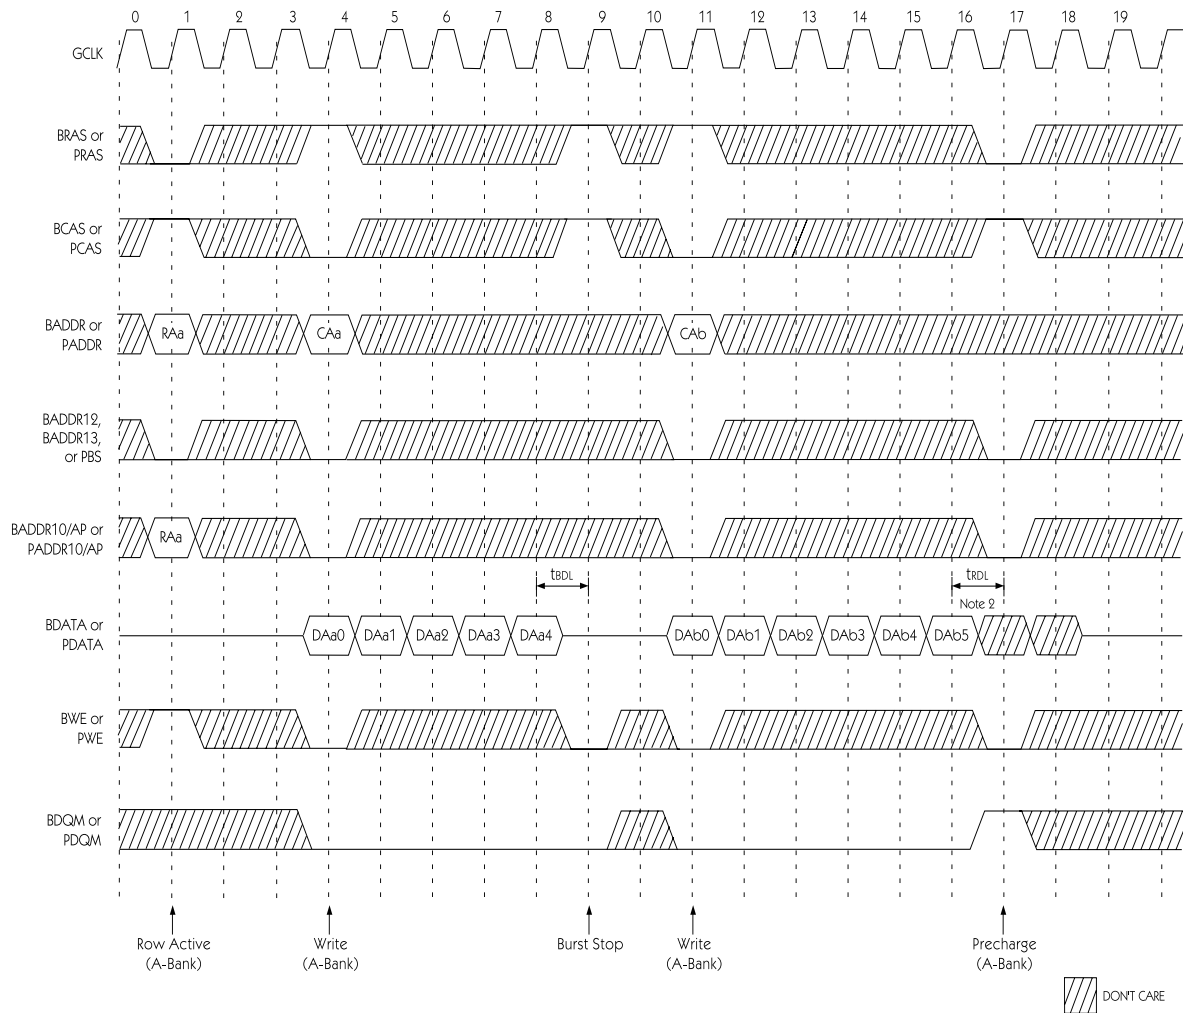 0 1 2 3 4 5 6 7 8 9 10 11 12 13 14 15 16 17 18 19
GCLK
BRAS or
PRAS
BCAS or
PCAS
BADDR or
PADDR
RAa CAa CAb
BADDR12,
BADDR13,
or PBS
BADDR10/AP or
PADDR10/AP
RAa
tBDL tRDL
Note 2
BDATA or
PDATA
DAa0 DAa1 DAa2 DAa3 DAa4 DAb0 DAb1 DAb2 DAb3 DAb4 DAb5
BWE or
PWE
BDQM or
PDQM
Row Active
(A-Bank)
Write
(A-Bank)
Burst Stop
Write
(A-Bank)
Precharge
(A-Bank)
DON'T CARE